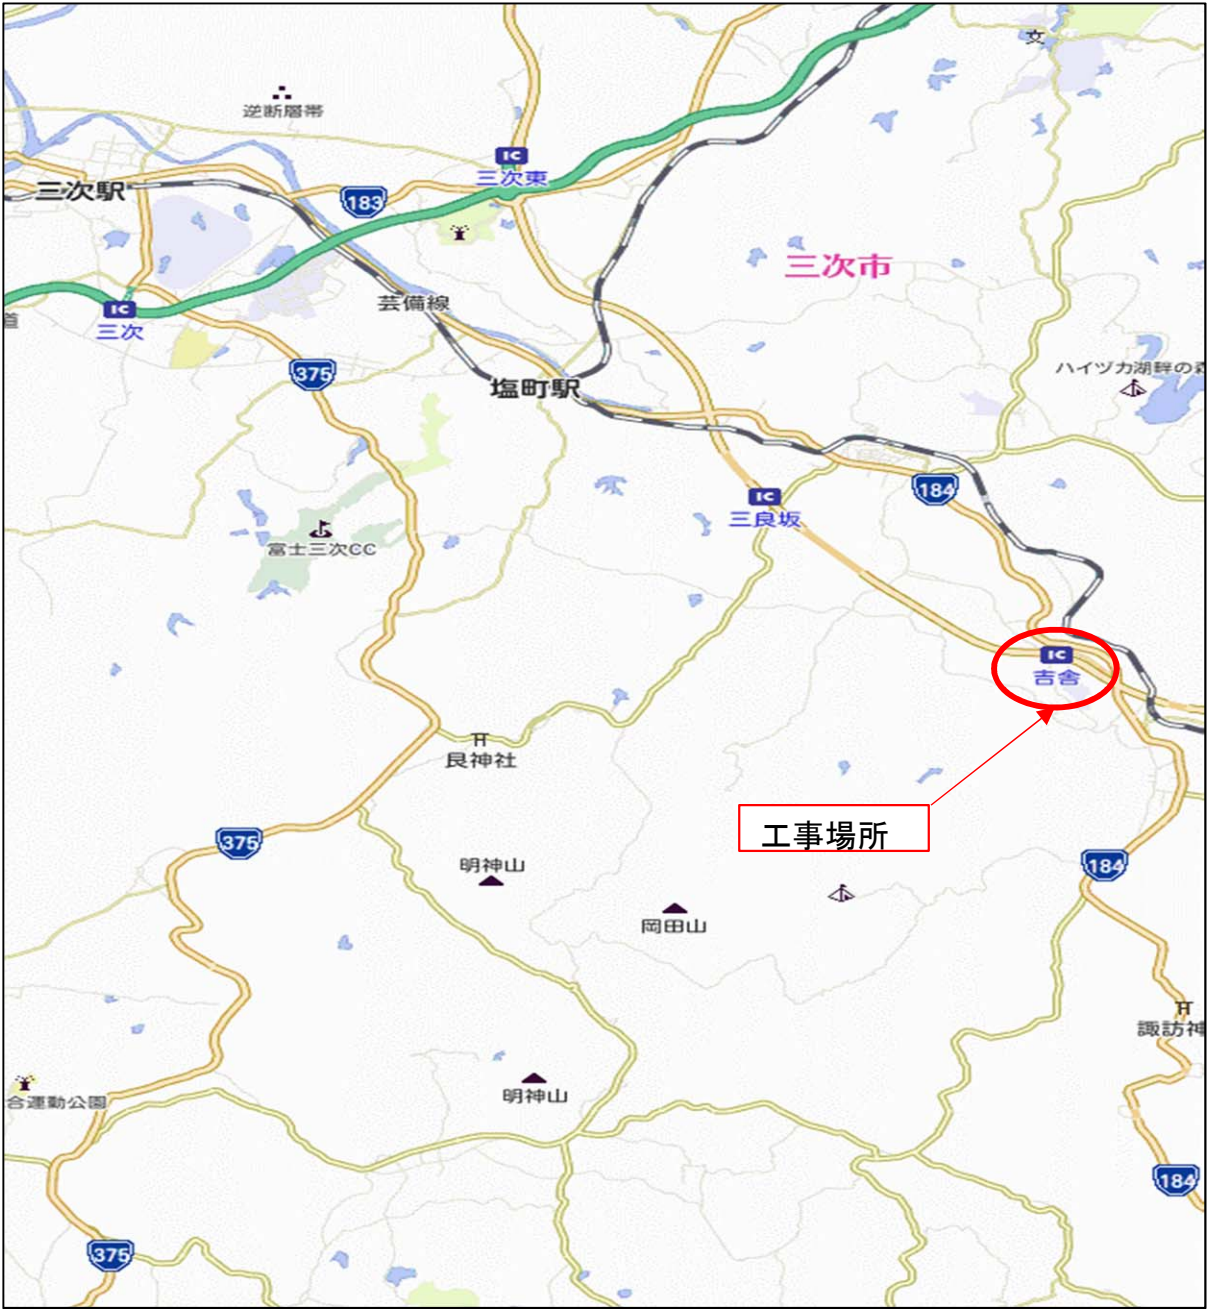 文
逆断層帯
IC
三次東
三次駅
183
三次市
芸備線
IC
三次
道
375
塩町駅
ハイヅカ湖畔の森
184
IC
三良坂
富士三次CC
IC
吉舎
艮神社
工事場所
375
明神山
184
岡田山
諏訪神
明神山
合運動公園
184
375